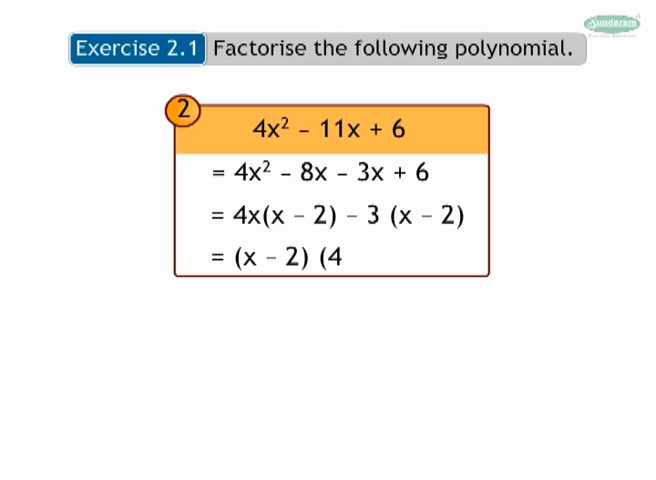 Sundaram
Exercise 2.1 Factorise the following polynomial.
2
4x² – 11x + 6
= 4x² – 8x – 3x + 6
= 4x(x – 2) – 3 (x – 2)
= (x – 2) (4